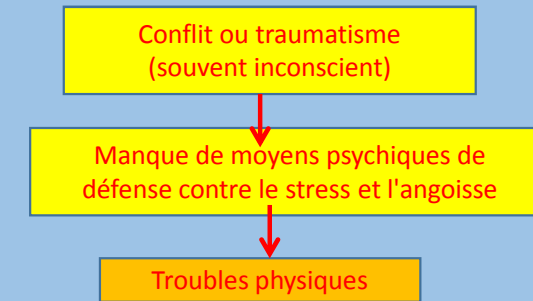 Conflit ou traumatisme
(souvent inconscient)
Manque de moyens psychiques de
défense contre le stress et l'angoisse
Troubles physiques